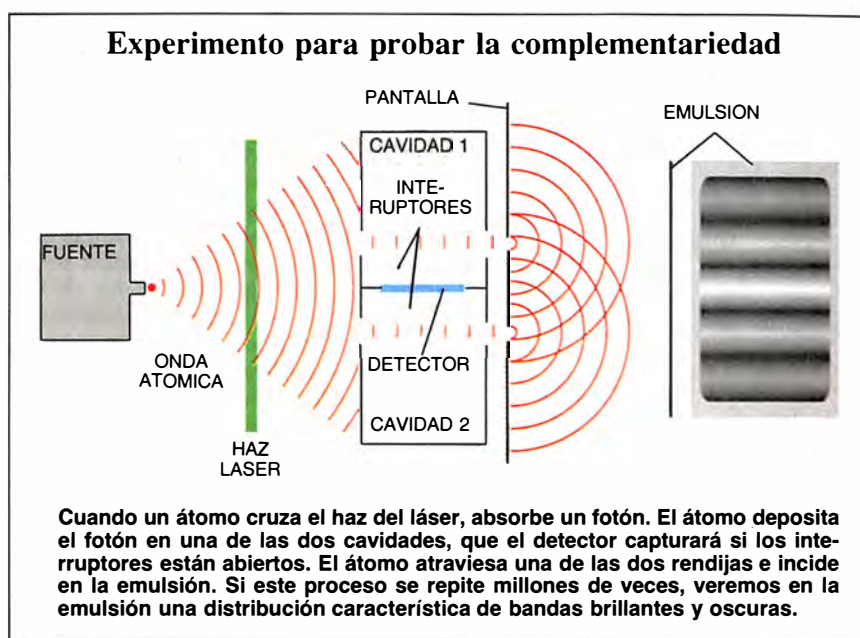 Experimento para probar la complementariedad
PANTALLA
EMULSION
CAVIDAD 1
INTE-
RUPTORES
FUENTE
ONDA
ATOMICA
DETECTOR
CAVIDAD 2
HAZ
LASER
Cuando un átomo cruza el haz del láser, absorbe un fotón. El átomo deposita
el fotón en una de las dos cavidades, que el detector capturará si los inte-
rruptores están abiertos. El átomo atraviesa una de las dos rendijas e incide
en la emulsión. Si este proceso se repite millones de veces, veremos en la
emulsión una distribución característica de bandas brillantes y oscuras.